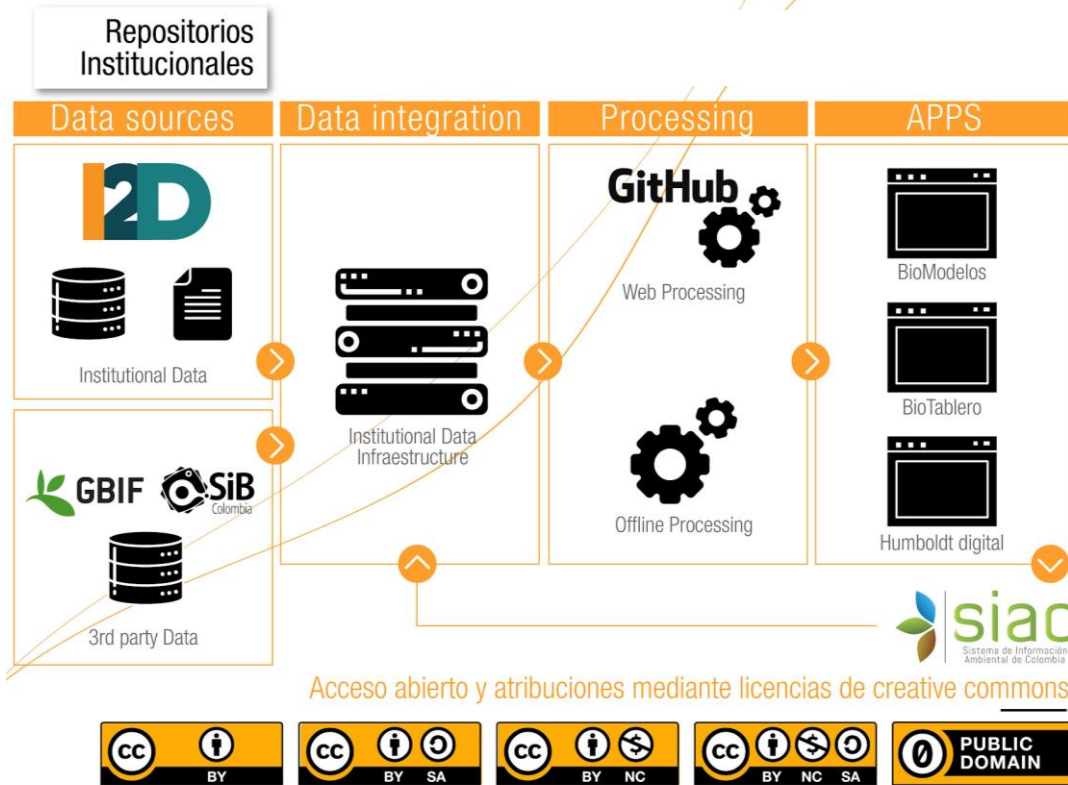 Repositorios
Institucionales
Data sources
Data integration
Processing
APPS
I2D
Institutional Data
GBIF
SiB
Colombia
3rd party Data
Institutional Data
Infraestructure
GitHub
Web Processing
Offline Processing
BioModelos
BioTablero
Humboldt digital
siac
Sistema de Información
Ambiental de Colombia
Acceso abierto y atribuciones mediante licencias de creative commons
cc BY
cc BY SA
cc BY NC
cc BY NC SA
0 PUBLIC
DOMAIN